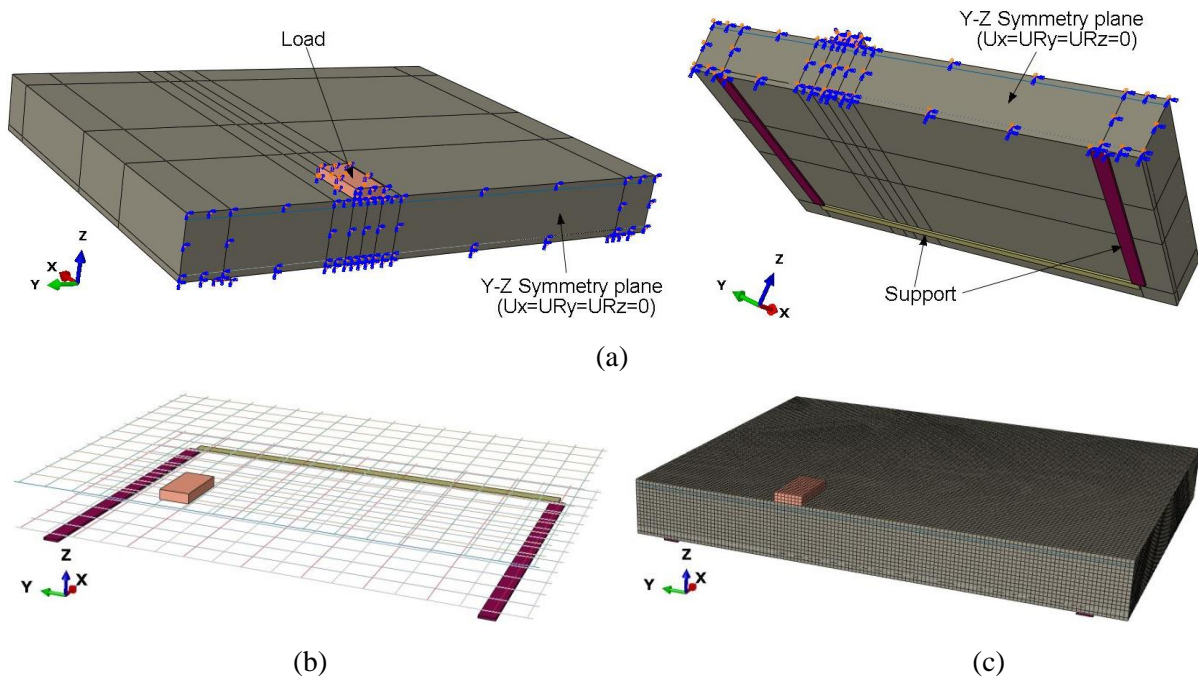 Load
Z
X
Y
Y-Z Symmetry plane
(Ux=URy=URz=0)
Y-Z Symmetry plane
(Ux=URy=URz=0)
Z
Y
X
Support
(a)
Z
Y
X
(b)
Z
Y
X
(c)